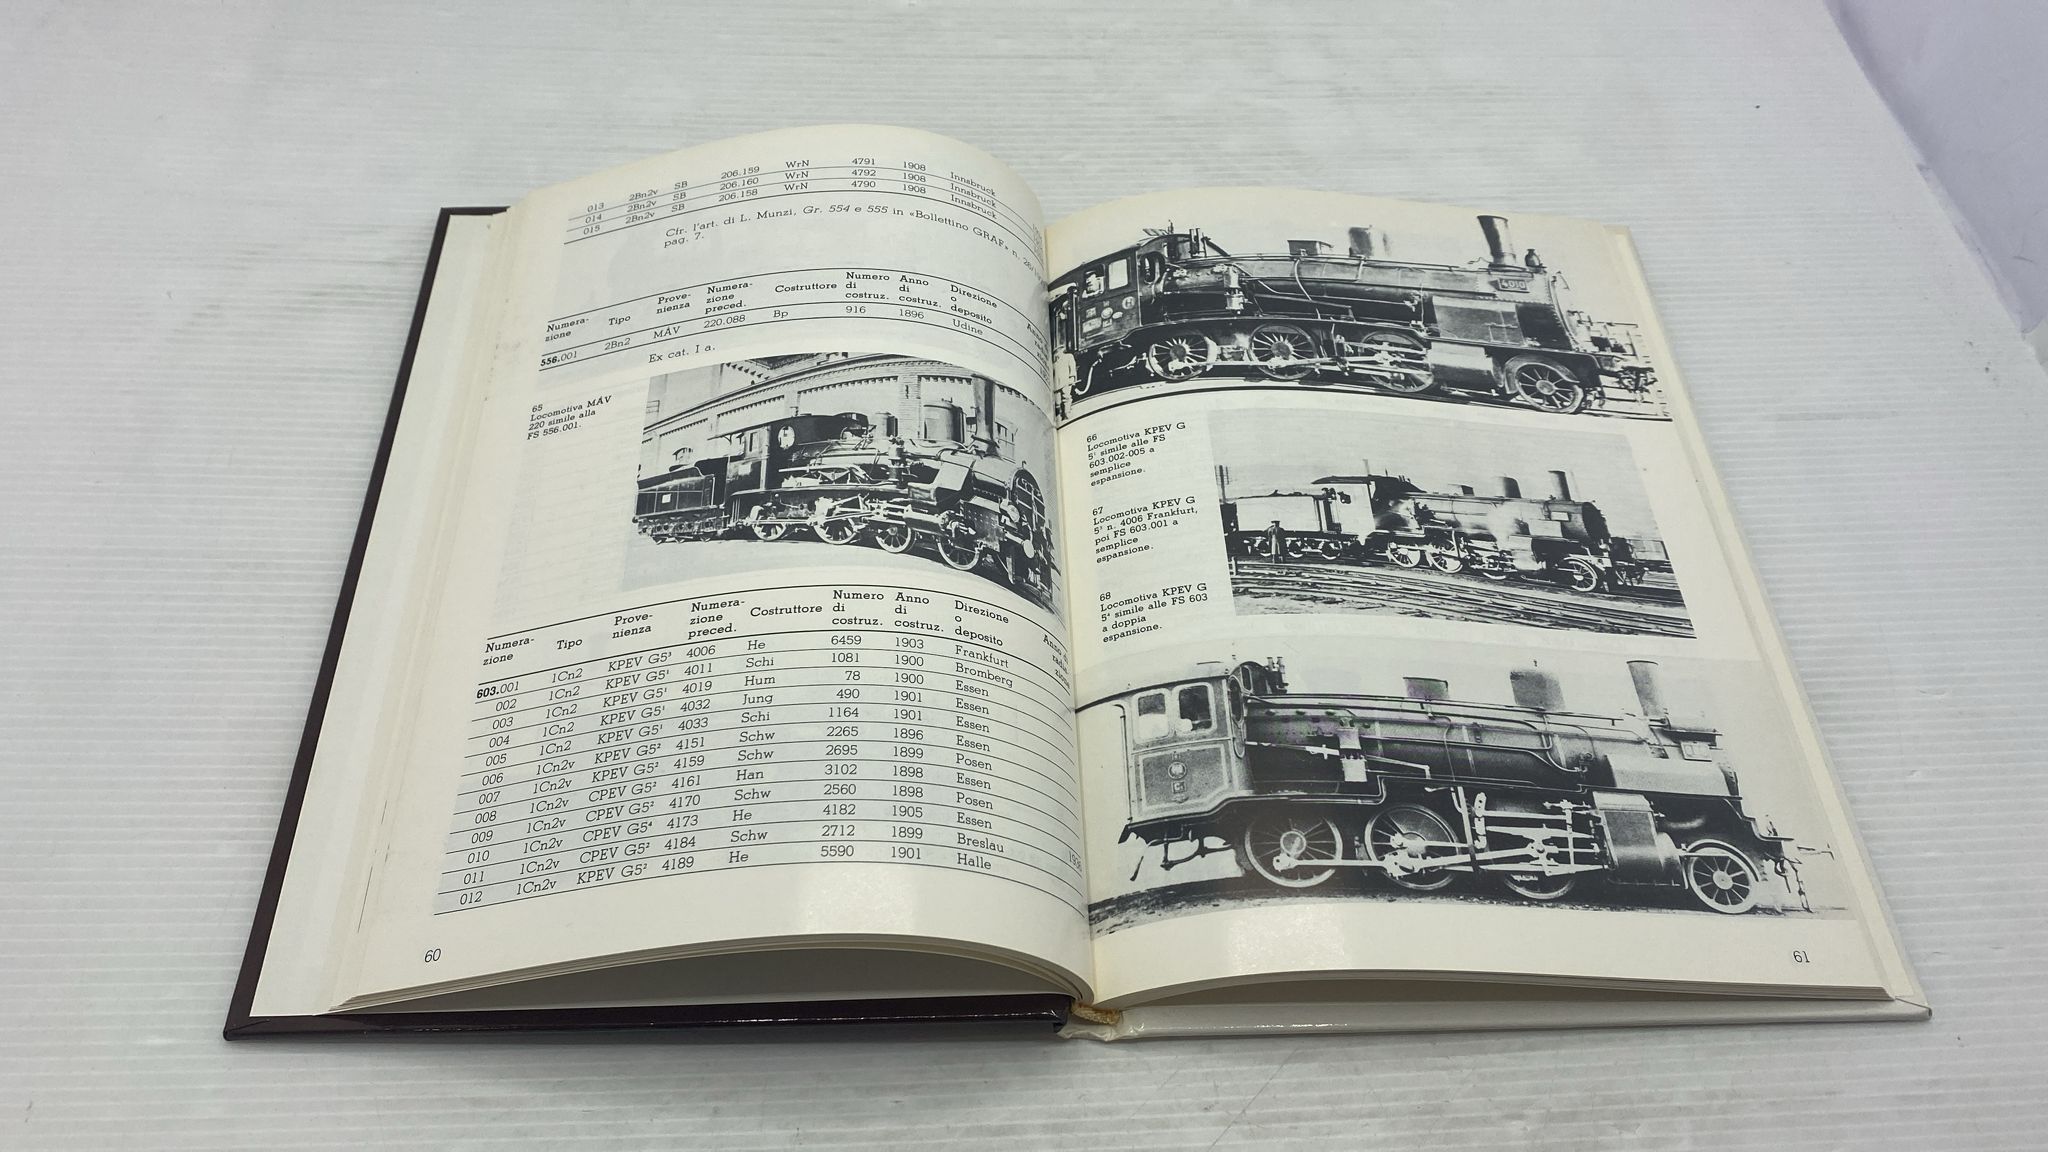 013 2Bn2v SB 206.159 WrN 4791 1908 Innsbruck
014 2Bn2v SB 206.160 WrN 4792 1908 Innsbruck
015 2Bn2v SB 206.158 WrN 4790 1908 Innsbruck
Cfr. l'art. di L. Munzi, Gr. 554 e 555 in «Bollettino GRAF» n. 26/
pag. 7.
Numera-
zione
Tipo
Prove-
nienza
Numera-
zione
preced.
Costruttore
Numero
di
costruz.
Anno
di
costruz.
Direzione
o
deposito
556.001 2Bn2 MÁV 220.088 Bp 916 1896 Udine
Ex cat. I a.
65
Locomotiva MÁV
220 simile alla
FS 556.001.
Numera-
zione
Tipo
Prove-
nienza
Numera-
zione
preced.
Costruttore
Numero
di
costruz.
Anno
di
costruz.
Direzione
o
deposito
Anno di
radia-
zione
603.001 1Cn2 KPEV G5³ 4006 He 6459 1903 Frankfurt
002 1Cn2 KPEV G5¹ 4011 Schi 1081 1900 Bromberg
003 1Cn2 KPEV G5¹ 4019 Hum 78 1900 Essen
004 1Cn2 KPEV G5¹ 4032 Jung 490 1901 Essen
005 1Cn2 KPEV G5¹ 4033 Schi 1164 1901 Essen
006 1Cn2v KPEV G5² 4151 Schw 2265 1896 Essen
007 1Cn2v KPEV G5² 4159 Schw 2695 1899 Posen
008 1Cn2v CPEV G5² 4161 Han 3102 1898 Essen
009 1Cn2v CPEV G5² 4170 Schw 2560 1898 Posen
010 1Cn2v CPEV G5⁴ 4173 He 4182 1905 Essen
011 1Cn2v CPEV G5² 4184 Schw 2712 1899 Breslau
012 1Cn2v KPEV G5² 4189 He 5590 1901 Halle
60
4010
66
Locomotiva KPEV G
5¹ simile alle FS
603.002-005 a
semplice
espansione.
67
Locomotiva KPEV G
5³ n. 4006 Frankfurt,
poi FS 603.001 a
semplice
espansione.
68
Locomotiva KPEV G
5⁴ simile alle FS 603
a doppia
espansione.
61